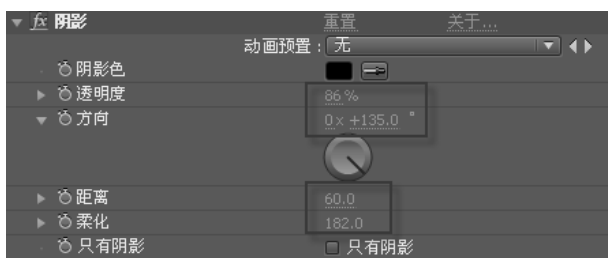 fx 阴影 重置 关于...
动画预置：无
阴影色
透明度 86%
方向 0x +135.0 °
距离 60.0
柔化 182.0
只有阴影 只有阴影